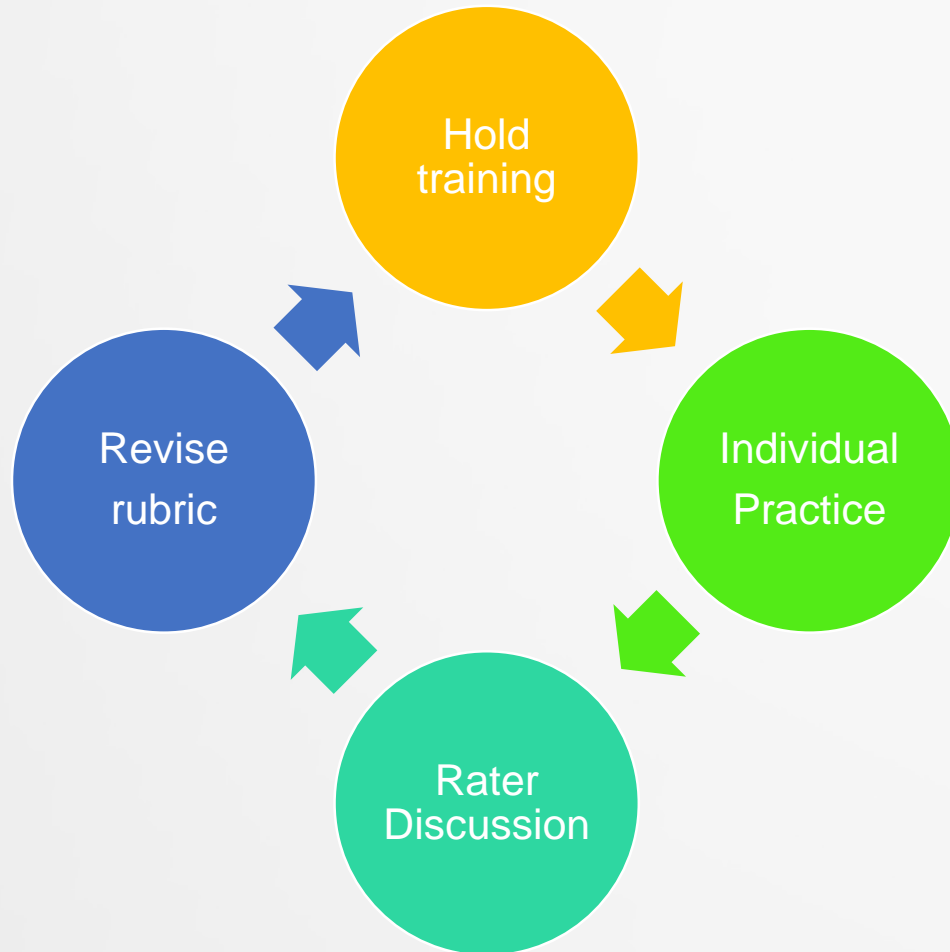 Hold
training
Individual
Practice
Rater
Discussion
Revise
rubric